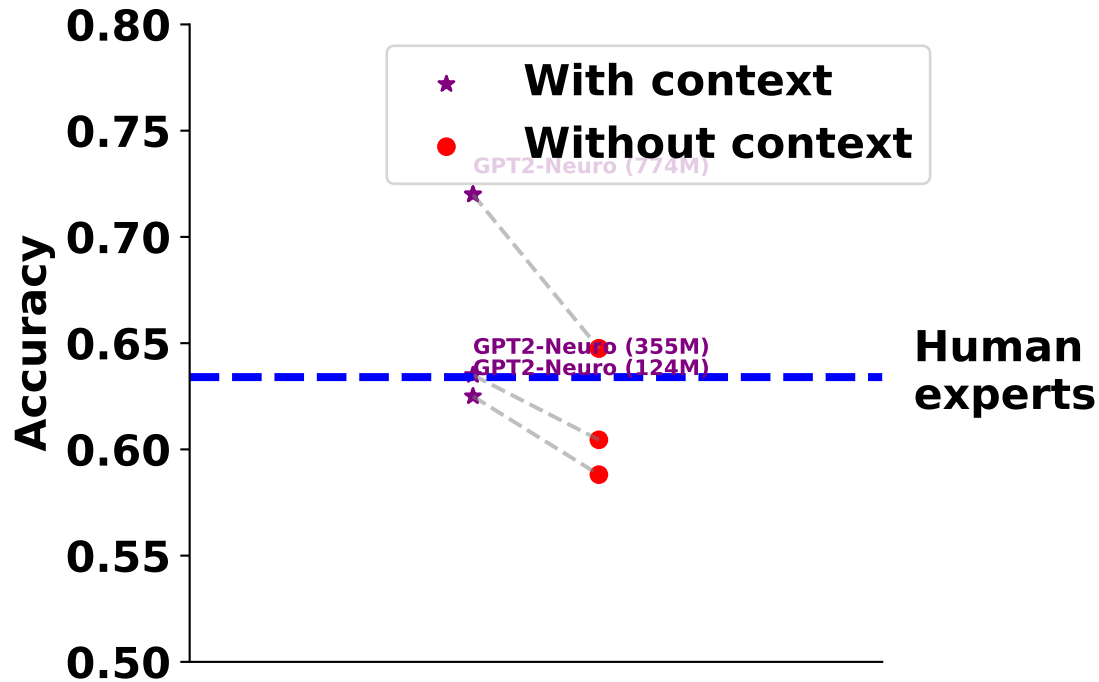 0.80
0.75
0.70
0.65
0.60
0.55
0.50
Accuracy
With context
Without context
GPT2-Neuro (774M)
GPT2-Neuro (355M)
GPT2-Neuro (124M)
Human
experts